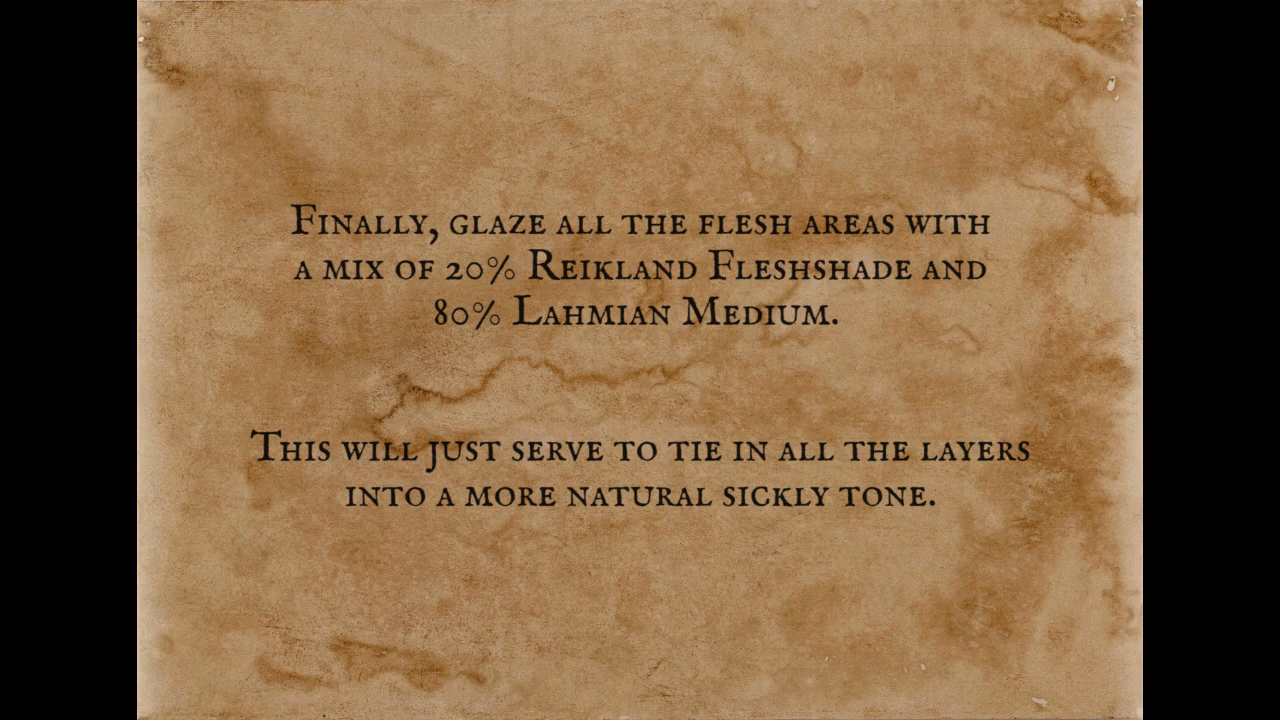 Finally, glaze all the flesh areas with
a mix of 20% Reikland Fleshshade and
80% Lahmian Medium.
This will just serve to tie in all the layers
into a more natural sickly tone.